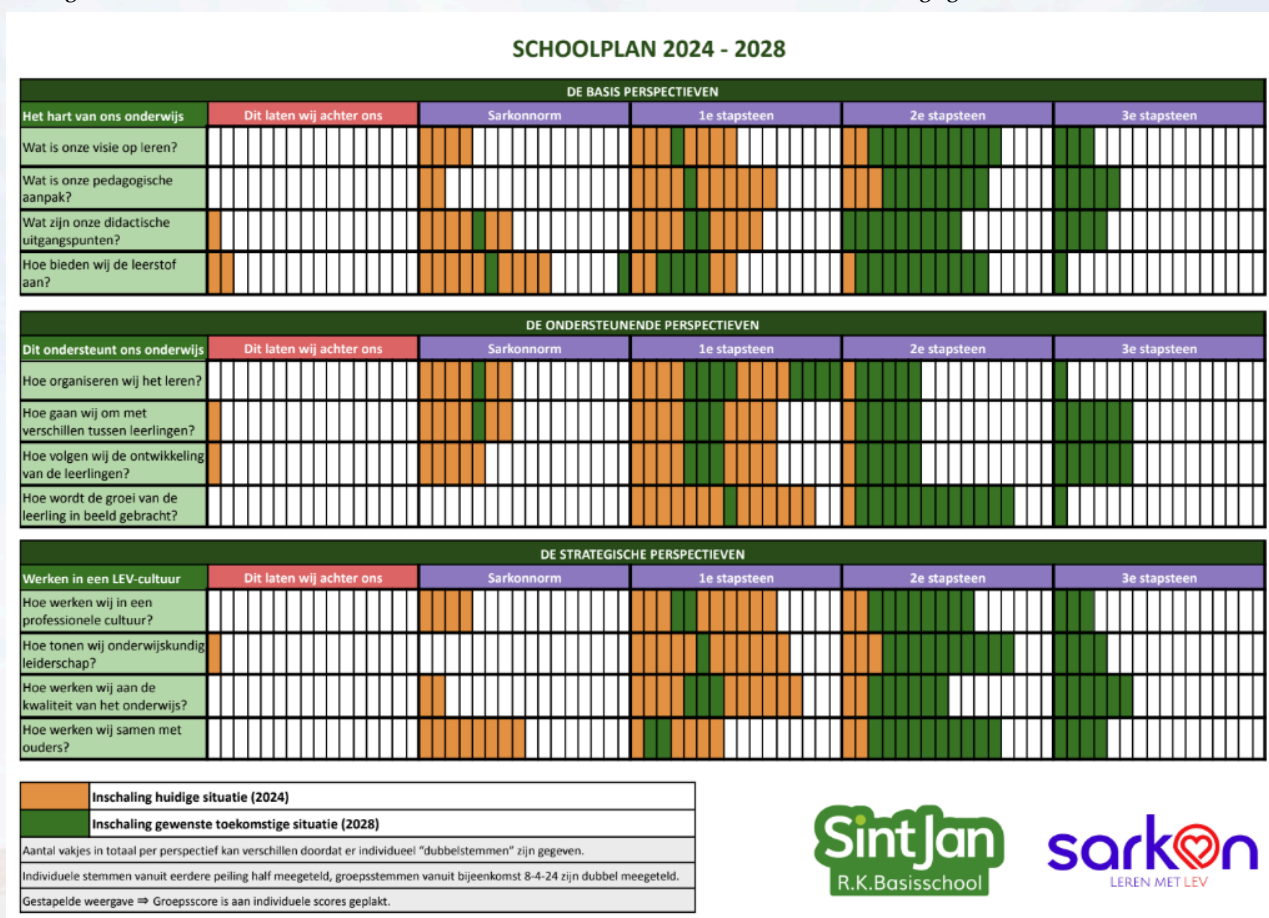 SCHOOLPLAN 2024 - 2028
DE BASIS PERSPECTIEVEN
Het hart van ons onderwijs Dit laten wij achter ons Sarkonnorm 1e stapsteen 2e stapsteen 3e stapsteen
Wat is onze visie op leren?
Wat is onze pedagogische
aanpak?
Wat zijn onze didactische
uitgangspunten?
Hoe bieden wij de leerstof
aan?
DE ONDERSTEUNENDE PERSPECTIEVEN
Dit ondersteunt ons onderwijs Dit laten wij achter ons Sarkonnorm 1e stapsteen 2e stapsteen 3e stapsteen
Hoe organiseren wij het leren?
Hoe gaan wij om met
verschillen tussen leerlingen?
Hoe volgen wij de ontwikkeling
van de leerlingen?
Hoe wordt de groei van de
leerling in beeld gebracht?
DE STRATEGISCHE PERSPECTIEVEN
Werken in een LEV-cultuur Dit laten wij achter ons Sarkonnorm 1e stapsteen 2e stapsteen 3e stapsteen
Hoe werken wij in een
professionele cultuur?
Hoe tonen wij onderwijskundig
leiderschap?
Hoe werken wij aan de
kwaliteit van het onderwijs?
Hoe werken wij samen met
ouders?
Inschaling huidige situatie (2024)
Inschaling gewenste toekomstige situatie (2028)
Aantal vakjes in totaal per perspectief kan verschillen doordat er individueel “dubbelstemmen” zijn gegeven.
Individuele stemmen vanuit eerdere peiling half meegeteld, groepsstemmen vanuit bijeenkomst 8-4-24 zijn dubbel meegeteld.
Gestapelde weergave ⇒ Groepsscore is aan individuele scores geplakt.
Sint Jan
R.K.Basisschool
sarkon
LEREN MET LEV